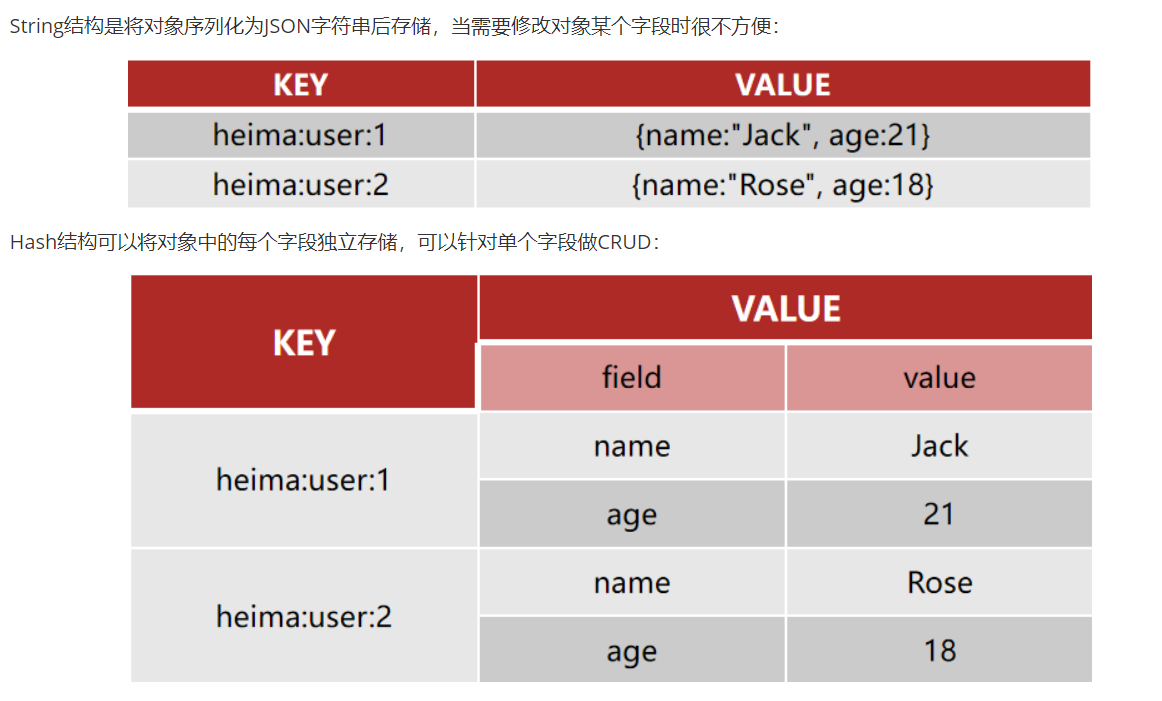 String结构是将对象序列化为JSON字符串后存储，当需要修改对象某个字段时很不方便：
KEY VALUE
heima:user:1 {name:"Jack", age:21}
heima:user:2 {name:"Rose", age:18}
Hash结构可以将对象中的每个字段独立存储，可以针对单个字段做CRUD：
KEY VALUE
field value
heima:user:1 name Jack
age 21
heima:user:2 name Rose
age 18